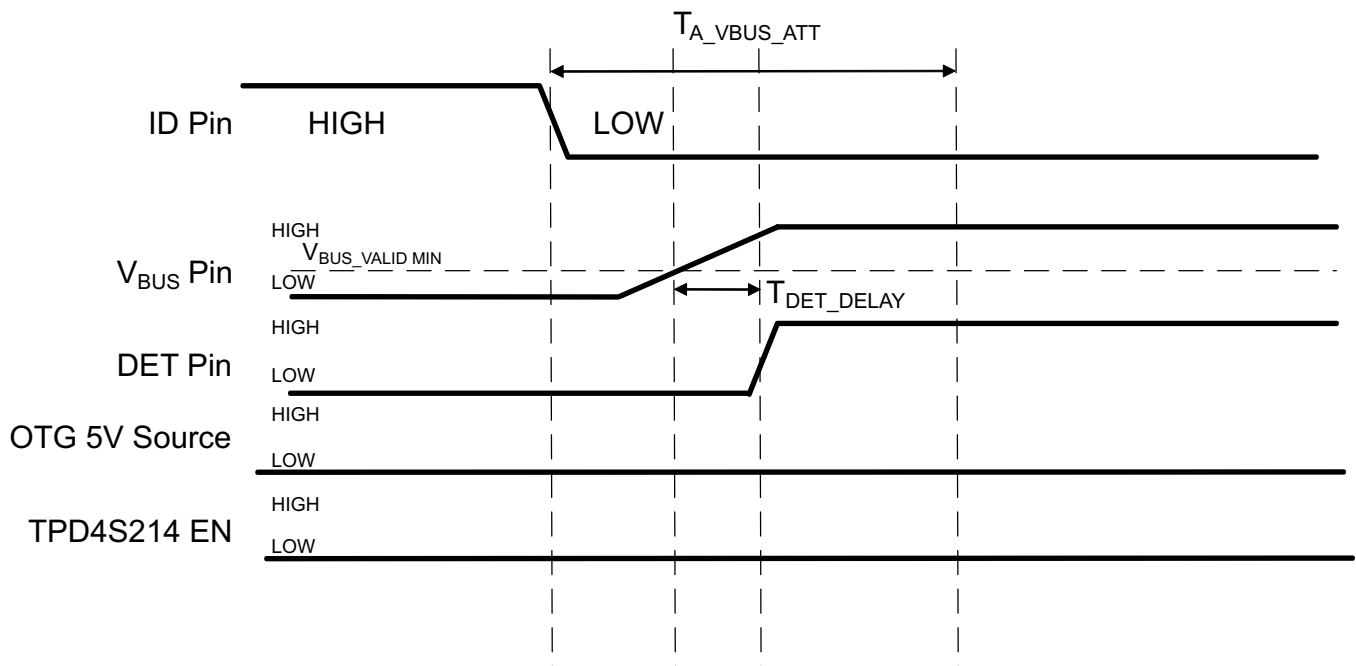 T_A_VBUS_ATT
ID Pin HIGH LOW
HIGH
V_BUS_VALID MIN
V_BUS Pin
LOW
T_DET_DELAY
HIGH
DET Pin
LOW
HIGH
OTG 5V Source
LOW
HIGH
TPD4S214 EN
LOW